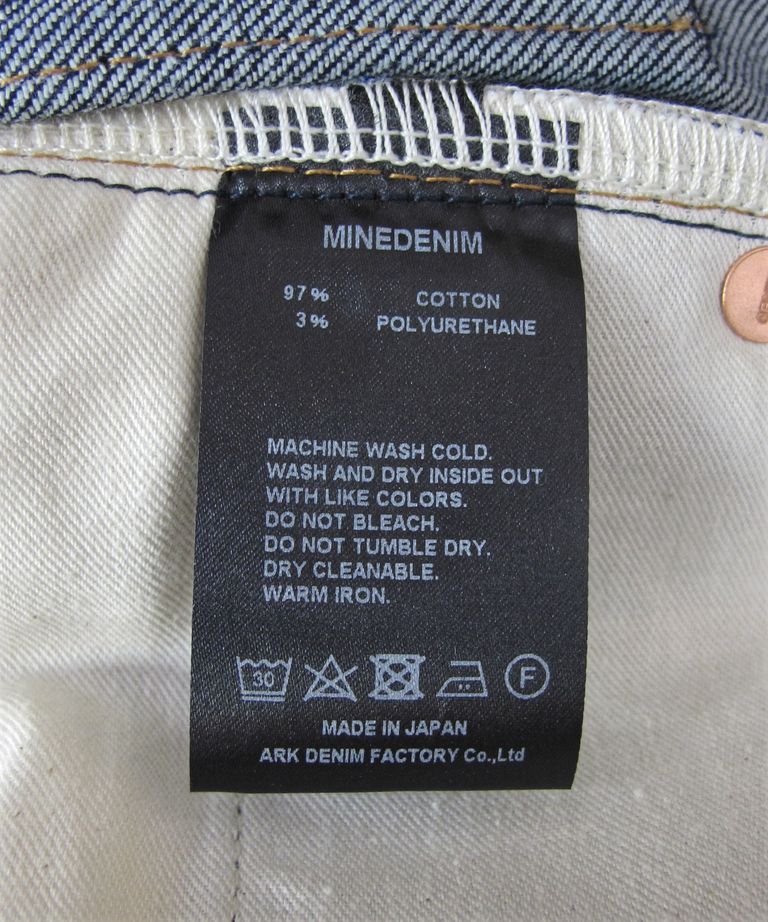 MINEDENIM
97% COTTON
3% POLYURETHANE
MACHINE WASH COLD.
WASH AND DRY INSIDE OUT
WITH LIKE COLORS.
DO NOT BLEACH.
DO NOT TUMBLE DRY.
DRY CLEANABLE.
WARM IRON.
30 F
MADE IN JAPAN
ARK DENIM FACTORY Co.,Ltd